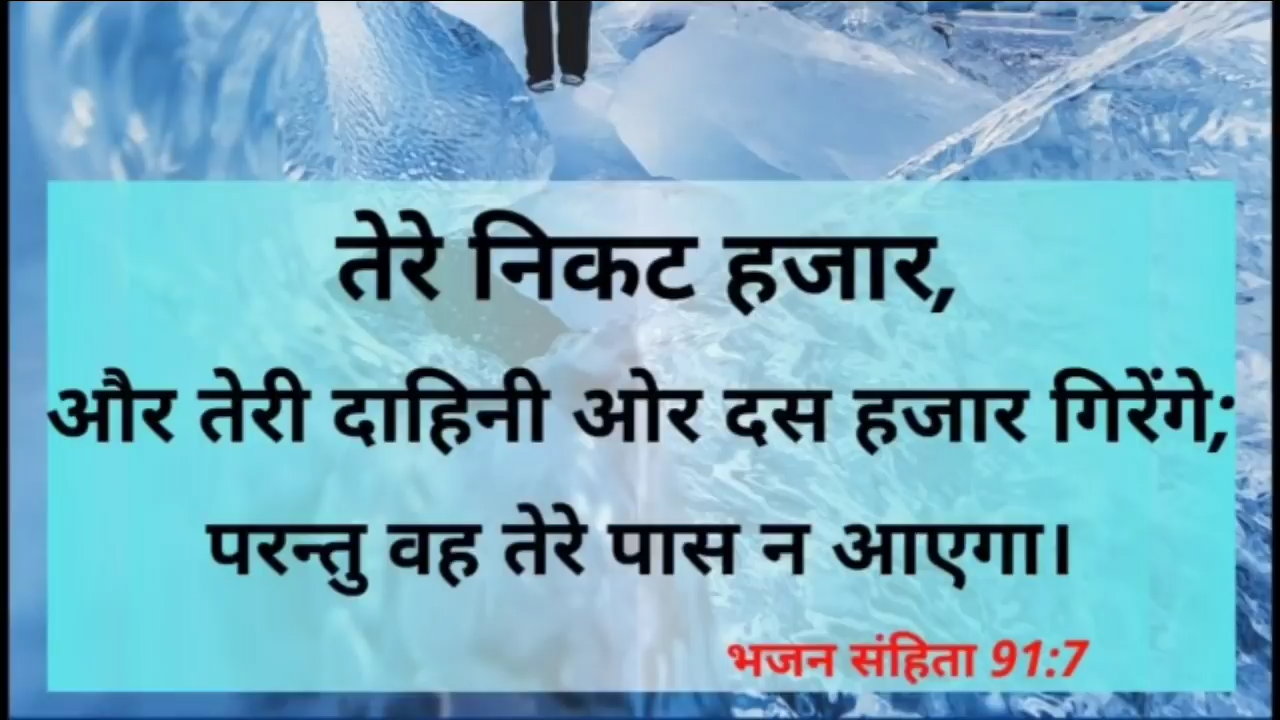 तेरे निकट हजार,
और तेरी दाहिनी ओर दस हजार गिरेंगे;
परन्तु वह तेरे पास न आएगा।
भजन संहिता 91:7